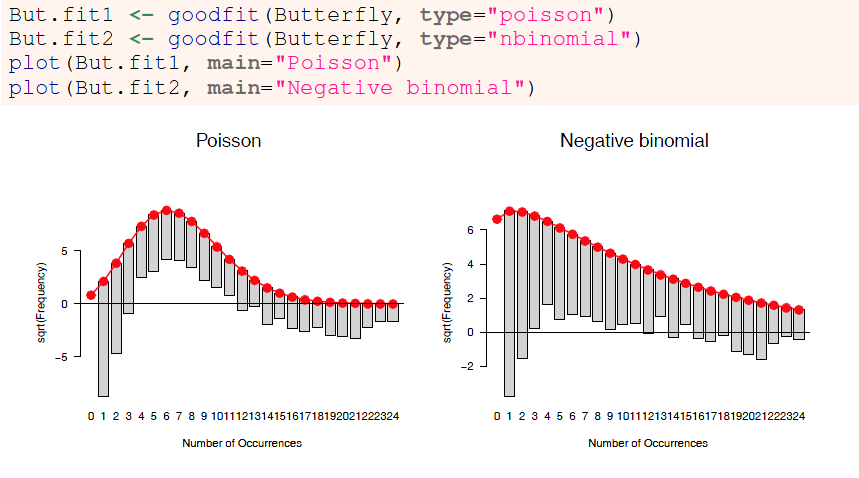 But.fit1 <- goodfit(Butterfly, type="poisson")
But.fit2 <- goodfit(Butterfly, type="nbinomial")
plot(But.fit1, main="Poisson")
plot(But.fit2, main="Negative binomial")
Poisson
5
0
−5
sqrt(Frequency)
0 1 2 3 4 5 6 7 8 9 101112131415161718192021222324
Number of Occurrences
Negative binomial
6
4
2
0
−2
sqrt(Frequency)
0 1 2 3 4 5 6 7 8 9 101112131415161718192021222324
Number of Occurrences